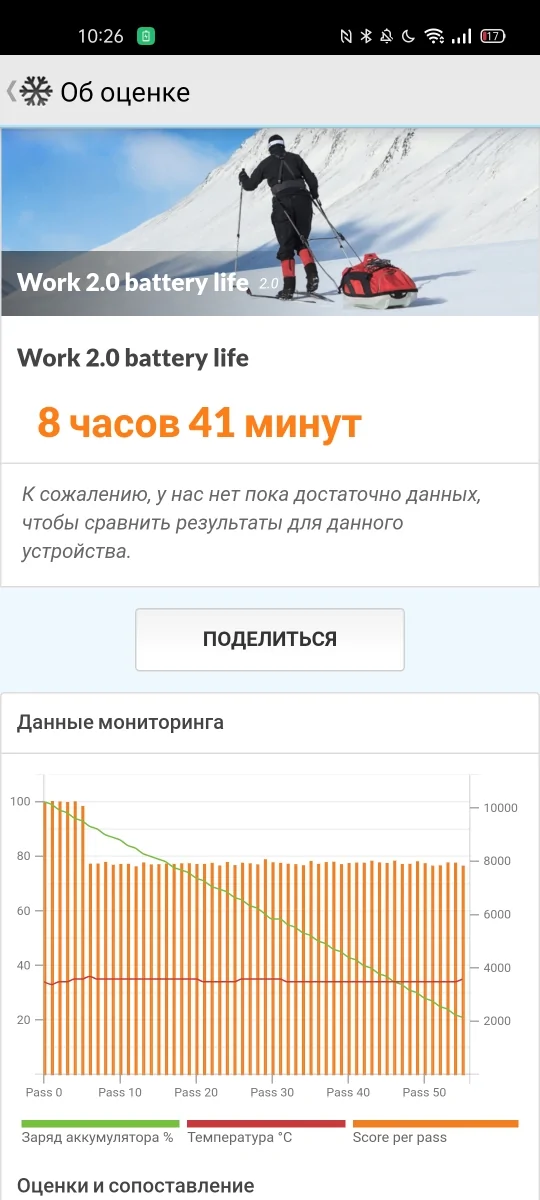 10:26
17
Об оценке
Work 2.0 battery life 2.0
Work 2.0 battery life
8 часов 41 минут
К сожалению, у нас нет пока достаточно данных,
чтобы сравнить результаты для данного
устройства.
ПОДЕЛИТЬСЯ
Данные мониторинга
100
80
60
40
20
10000
8000
6000
4000
2000
Pass 0 Pass 10 Pass 20 Pass 30 Pass 40 Pass 50
Заряд аккумулятора % Температура °C Score per pass
Оценки и сопоставление